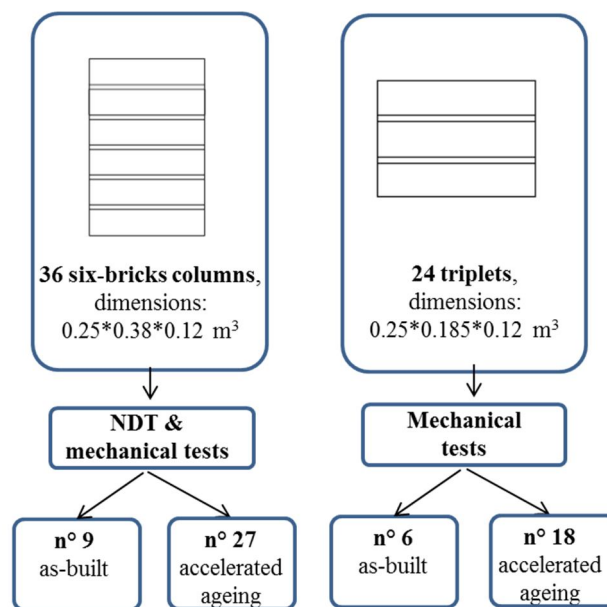 36 six-bricks columns,
dimensions:
0.25*0.38*0.12 m³
24 triplets,
dimensions:
0.25*0.185*0.12 m³
NDT &
mechanical tests
Mechanical
tests
n° 9
as-built
n° 27
accelerated
ageing
n° 6
as-built
n° 18
accelerated
ageing